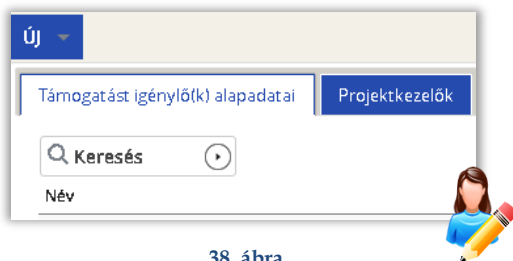 ÚJ
Támogatást igénylő(k) alapadatai Projektkezelők
Keresés
Név
38. ábra